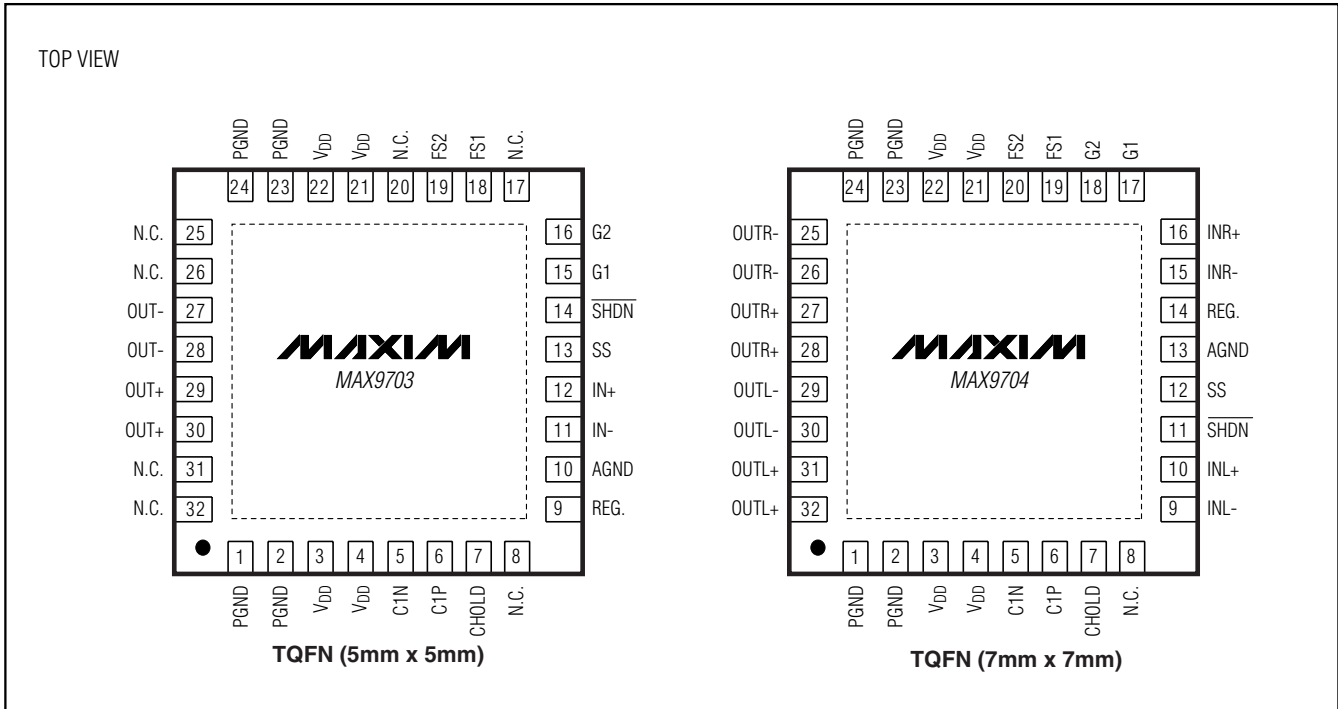 TOP VIEW
PGND PGND VDD VDD N.C. FS2 FS1 N.C.
24 23 22 21 20 19 18 17
N.C. 25 16 G2
N.C. 26 15 G1
OUT- 27 14 SHDN
OUT- 28 13 SS
OUT+ 29 12 IN+
OUT+ 30 11 IN-
N.C. 31 10 AGND
N.C. 32 9 REG.
MAXIM
MAX9703
1 2 3 4 5 6 7 8
PGND PGND VDD VDD C1N C1P CHOLD N.C.
TQFN (5mm x 5mm)
PGND PGND VDD VDD FS2 FS1 G2 G1
24 23 22 21 20 19 18 17
OUTR- 25 16 INR+
OUTR- 26 15 INR-
OUTR+ 27 14 REG.
OUTR+ 28 13 AGND
OUTL- 29 12 SS
OUTL- 30 11 SHDN
OUTL+ 31 10 INL+
OUTL+ 32 9 INL-
MAXIM
MAX9704
1 2 3 4 5 6 7 8
PGND PGND VDD VDD C1N C1P CHOLD N.C.
TQFN (7mm x 7mm)